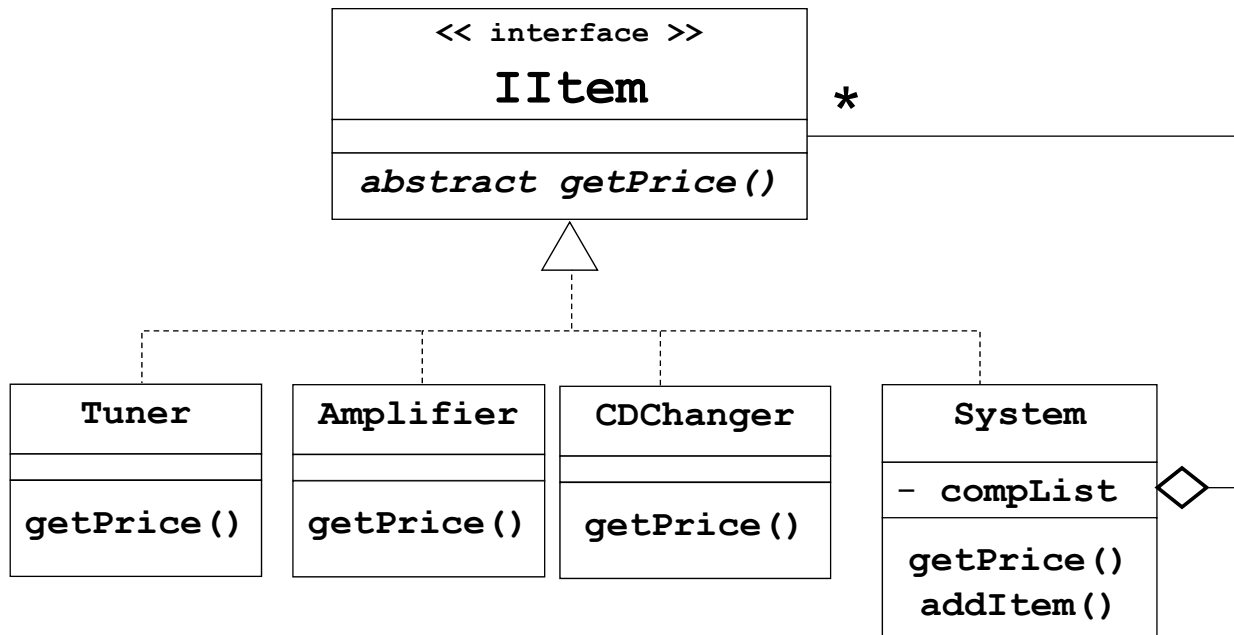 << interface >>
IItem
*
abstract getPrice()
Tuner
Amplifier
CDChanger
System
- compList
getPrice()
getPrice()
getPrice()
getPrice()
addItem()